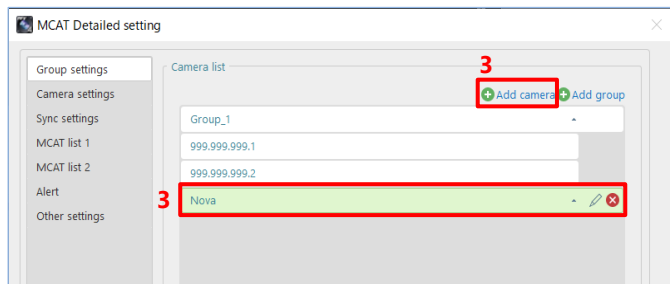 MCAT Detailed setting
Group settings
Camera settings
Sync settings
MCAT list 1
MCAT list 2
Alert
Other settings
Camera list
3
Add camera Add group
Group_1
999.999.999.1
999.999.999.2
3 Nova